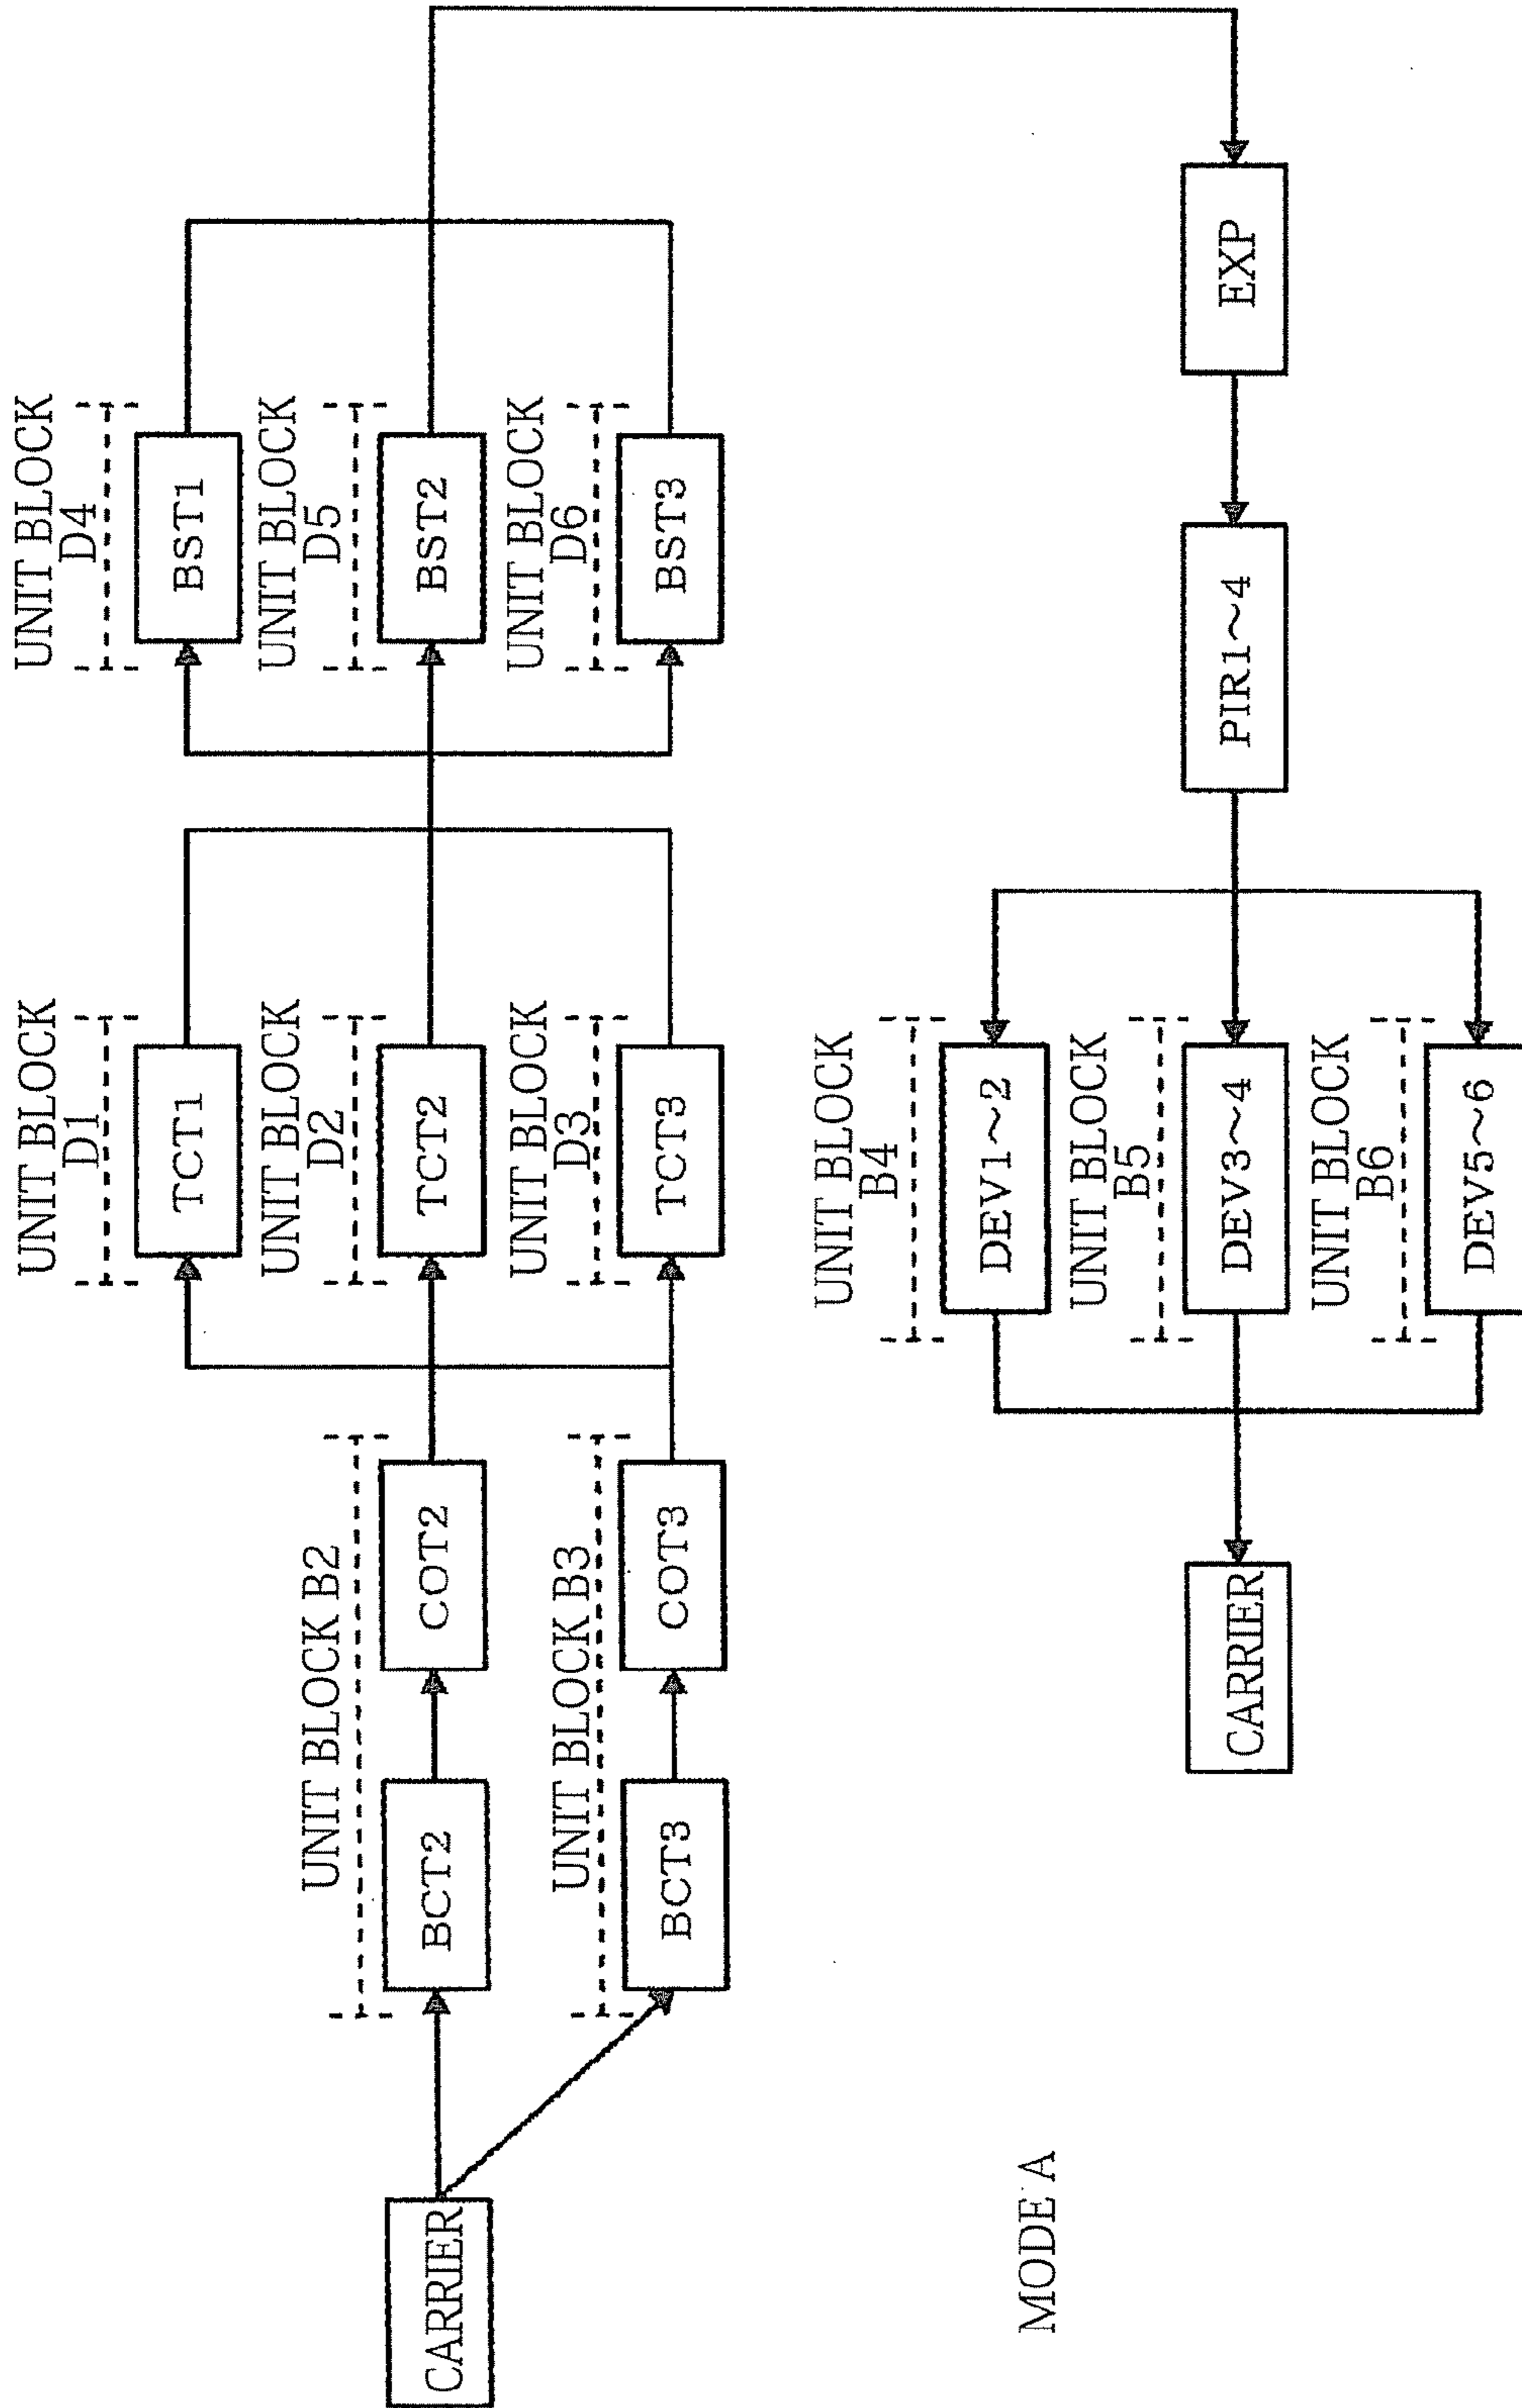 CARRIER
UNIT BLOCK B2
BCT2
COT2
UNIT BLOCK B3
BCT3
COT3
UNIT BLOCK
D1
TCT1
UNIT BLOCK
D2
TCT2
UNIT BLOCK
D3
TCT3
UNIT BLOCK
D4
BST1
UNIT BLOCK
D5
BST2
UNIT BLOCK
D6
BST3
EXP
PIR1~4
UNIT BLOCK
B4
DEV1~2
UNIT BLOCK
B5
DEV3~4
UNIT BLOCK
B6
DEV5~6
CARRIER
MODE A